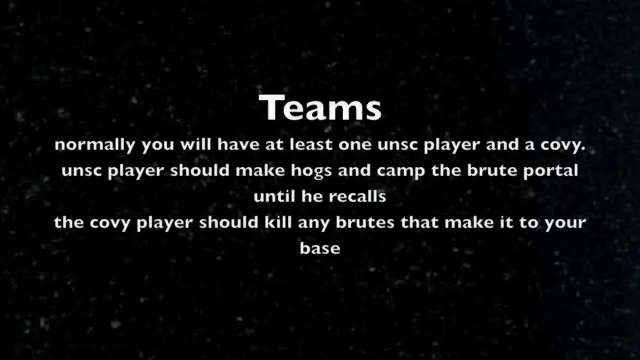 Teams
normally you will have at least one unsc player and a covy.
unsc player should make hogs and camp the brute portal
until he recalls
the covy player should kill any brutes that make it to your
base